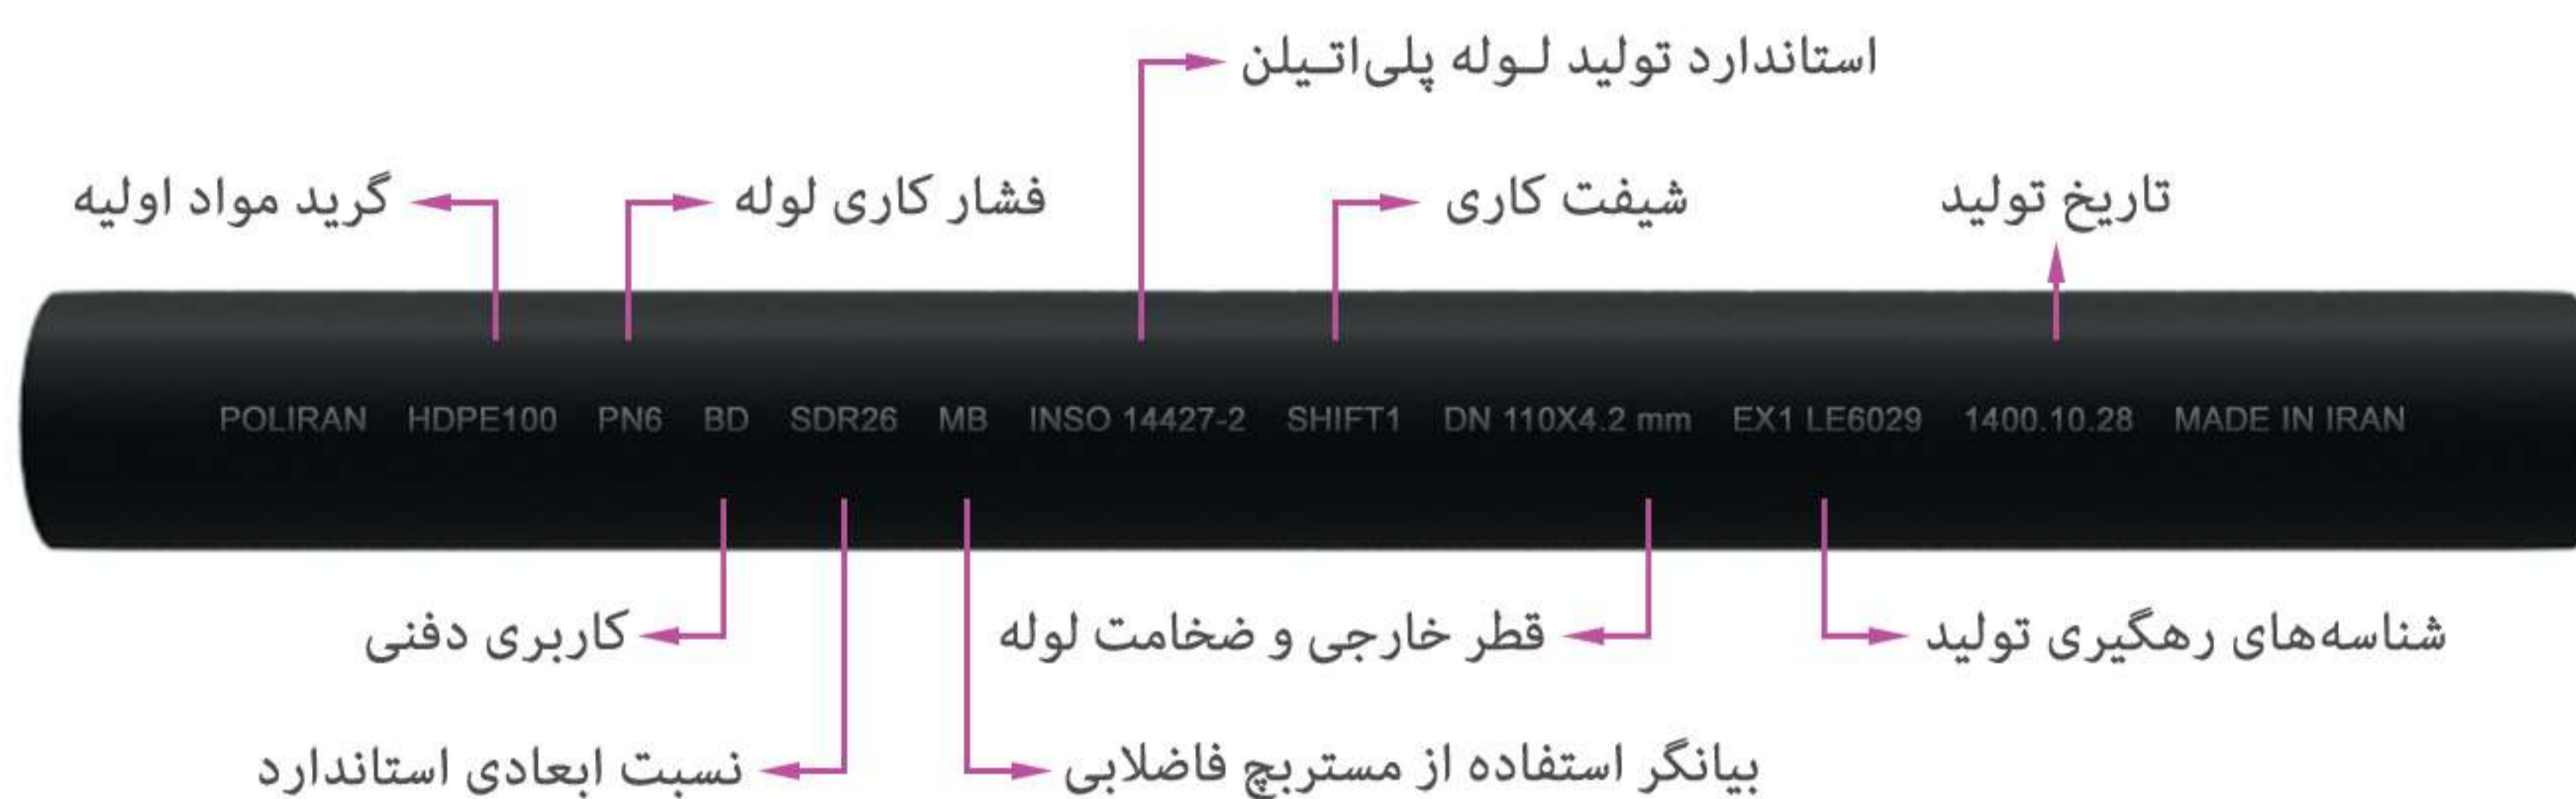 استاندارد تولید لـوله پلی‌اتـیلن
گرید مواد اولیه
فشار کاری لوله
شیفت کاری
تاریخ تولید
POLIRAN HDPE100 PN6 BD SDR26 MB INSO 14427-2 SHIFT1 DN 110X4.2 mm EX1 LE6029 1400.10.28 MADE IN IRAN
کاربری دفنی
قطر خارجی و ضخامت لوله
شناسه‌های رهگیری تولید
نسبت ابعادی استاندارد
بیانگر استفاده از مستربچ فاضلابی